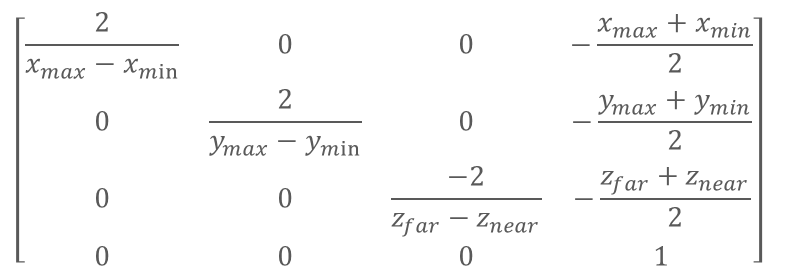 [ 2/(x_max − x_min) 0 0 −(x_max + x_min)/2 ]
[ 0 2/(y_max − y_min) 0 −(y_max + y_min)/2 ]
[ 0 0 −2/(z_far − z_near) −(z_far + z_near)/2 ]
[ 0 0 0 1 ]